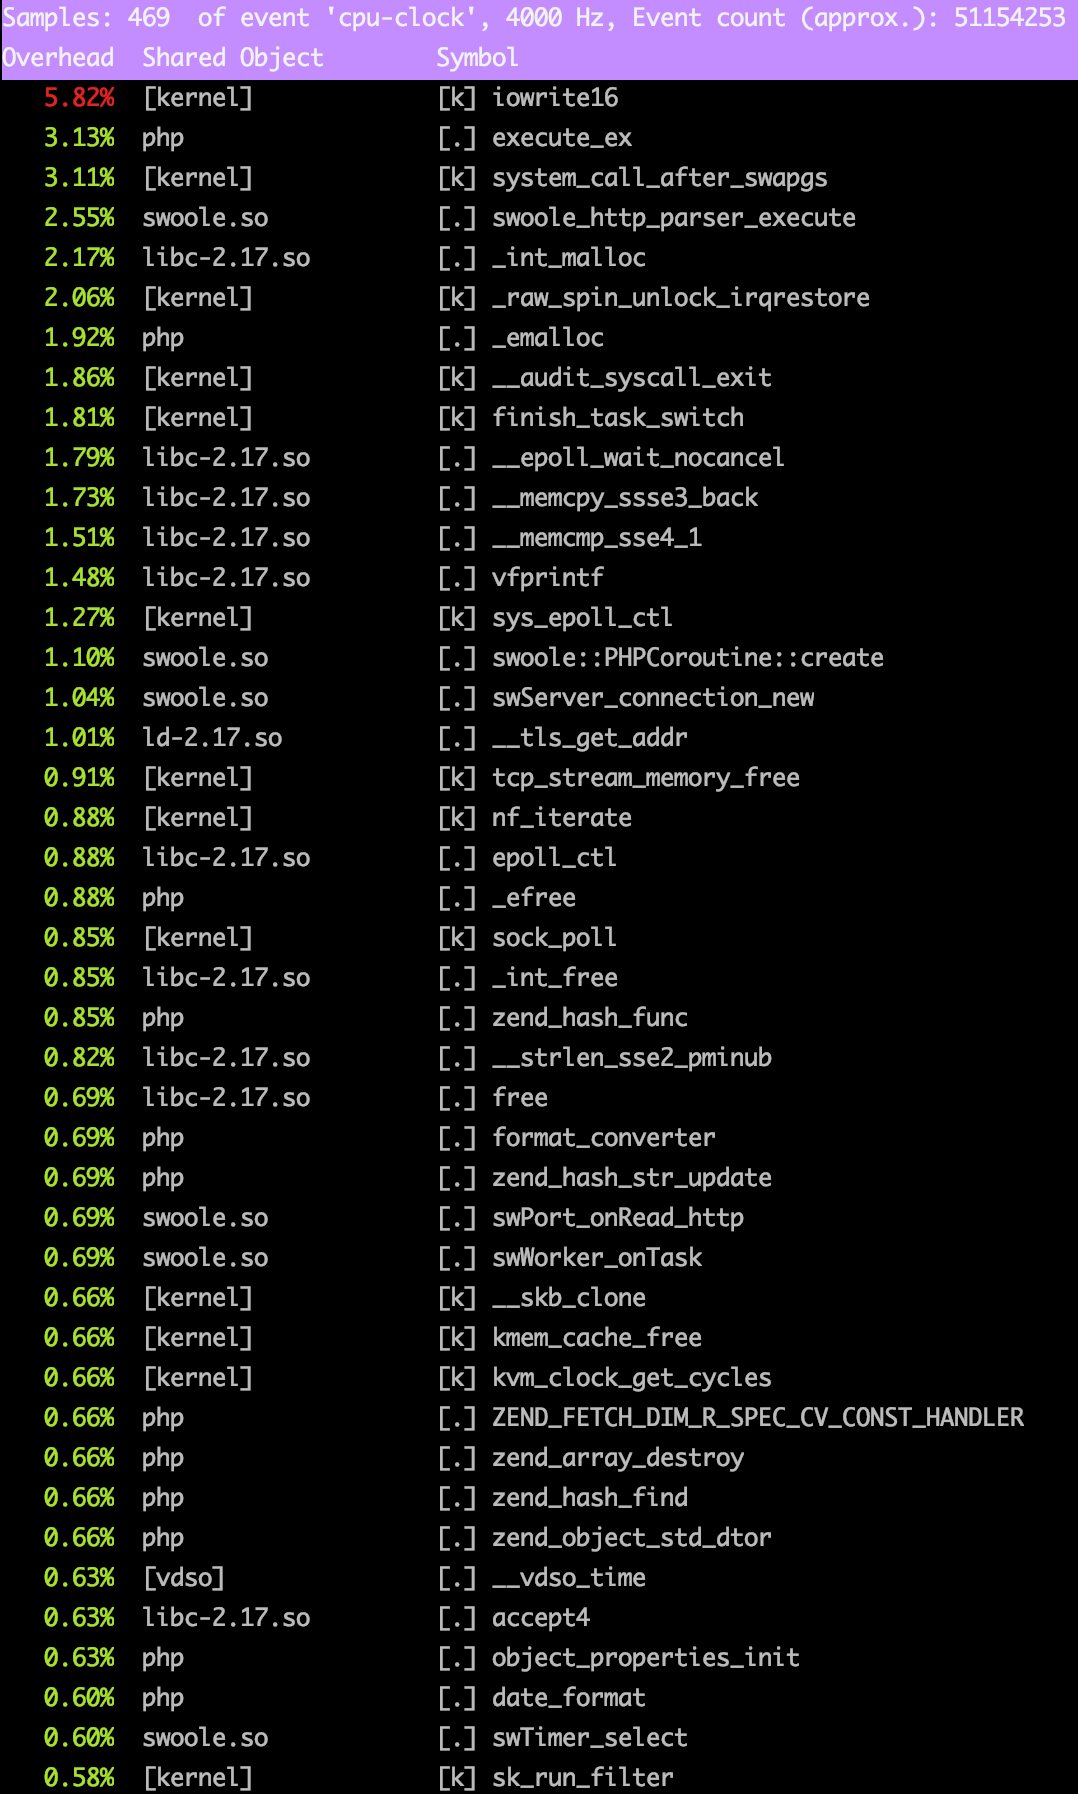 Samples: 469  of event 'cpu-clock', 4000 Hz, Event count (approx.): 51154253
Overhead  Shared Object        Symbol
5.82%  [kernel]             [k] iowrite16
3.13%  php                  [.] execute_ex
3.11%  [kernel]             [k] system_call_after_swapgs
2.55%  swoole.so            [.] swoole_http_parser_execute
2.17%  libc-2.17.so         [.] _int_malloc
2.06%  [kernel]             [k] _raw_spin_unlock_irqrestore
1.92%  php                  [.] _emalloc
1.86%  [kernel]             [k] __audit_syscall_exit
1.81%  [kernel]             [k] finish_task_switch
1.79%  libc-2.17.so         [.] __epoll_wait_nocancel
1.73%  libc-2.17.so         [.] __memcpy_ssse3_back
1.51%  libc-2.17.so         [.] __memcmp_sse4_1
1.48%  libc-2.17.so         [.] vfprintf
1.27%  [kernel]             [k] sys_epoll_ctl
1.10%  swoole.so            [.] swoole::PHPCoroutine::create
1.04%  swoole.so            [.] swServer_connection_new
1.01%  ld-2.17.so           [.] __tls_get_addr
0.91%  [kernel]             [k] tcp_stream_memory_free
0.88%  [kernel]             [k] nf_iterate
0.88%  libc-2.17.so         [.] epoll_ctl
0.88%  php                  [.] _efree
0.85%  [kernel]             [k] sock_poll
0.85%  libc-2.17.so         [.] _int_free
0.85%  php                  [.] zend_hash_func
0.82%  libc-2.17.so         [.] __strlen_sse2_pminub
0.69%  libc-2.17.so         [.] free
0.69%  php                  [.] format_converter
0.69%  php                  [.] zend_hash_str_update
0.69%  swoole.so            [.] swPort_onRead_http
0.69%  swoole.so            [.] swWorker_onTask
0.66%  [kernel]             [k] __skb_clone
0.66%  [kernel]             [k] kmem_cache_free
0.66%  [kernel]             [k] kvm_clock_get_cycles
0.66%  php                  [.] ZEND_FETCH_DIM_R_SPEC_CV_CONST_HANDLER
0.66%  php                  [.] zend_array_destroy
0.66%  php                  [.] zend_hash_find
0.66%  php                  [.] zend_object_std_dtor
0.63%  [vdso]               [.] __vdso_time
0.63%  libc-2.17.so         [.] accept4
0.63%  php                  [.] object_properties_init
0.60%  php                  [.] date_format
0.60%  swoole.so            [.] swTimer_select
0.58%  [kernel]             [k] sk_run_filter